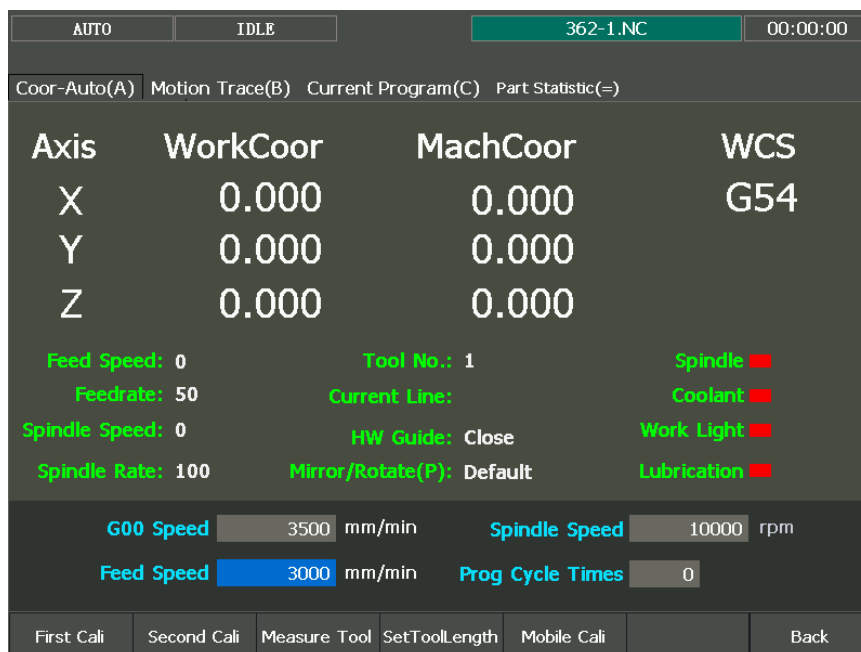 AUTO IDLE 362-1.NC 00:00:00
Coor-Auto(A) Motion Trace(B) Current Program(C) Part Statistic(=)
Axis WorkCoor MachCoor WCS
X 0.000 0.000 G54
Y 0.000 0.000
Z 0.000 0.000
Feed Speed: 0 Tool No.: 1 Spindle
Feedrate: 50 Current Line: Coolant
Spindle Speed: 0 HW Guide: Close Work Light
Spindle Rate: 100 Mirror/Rotate(P): Default Lubrication
G00 Speed 3500 mm/min Spindle Speed 10000 rpm
Feed Speed 3000 mm/min Prog Cycle Times 0
First Cali Second Cali Measure Tool SetToolLength Mobile Cali Back